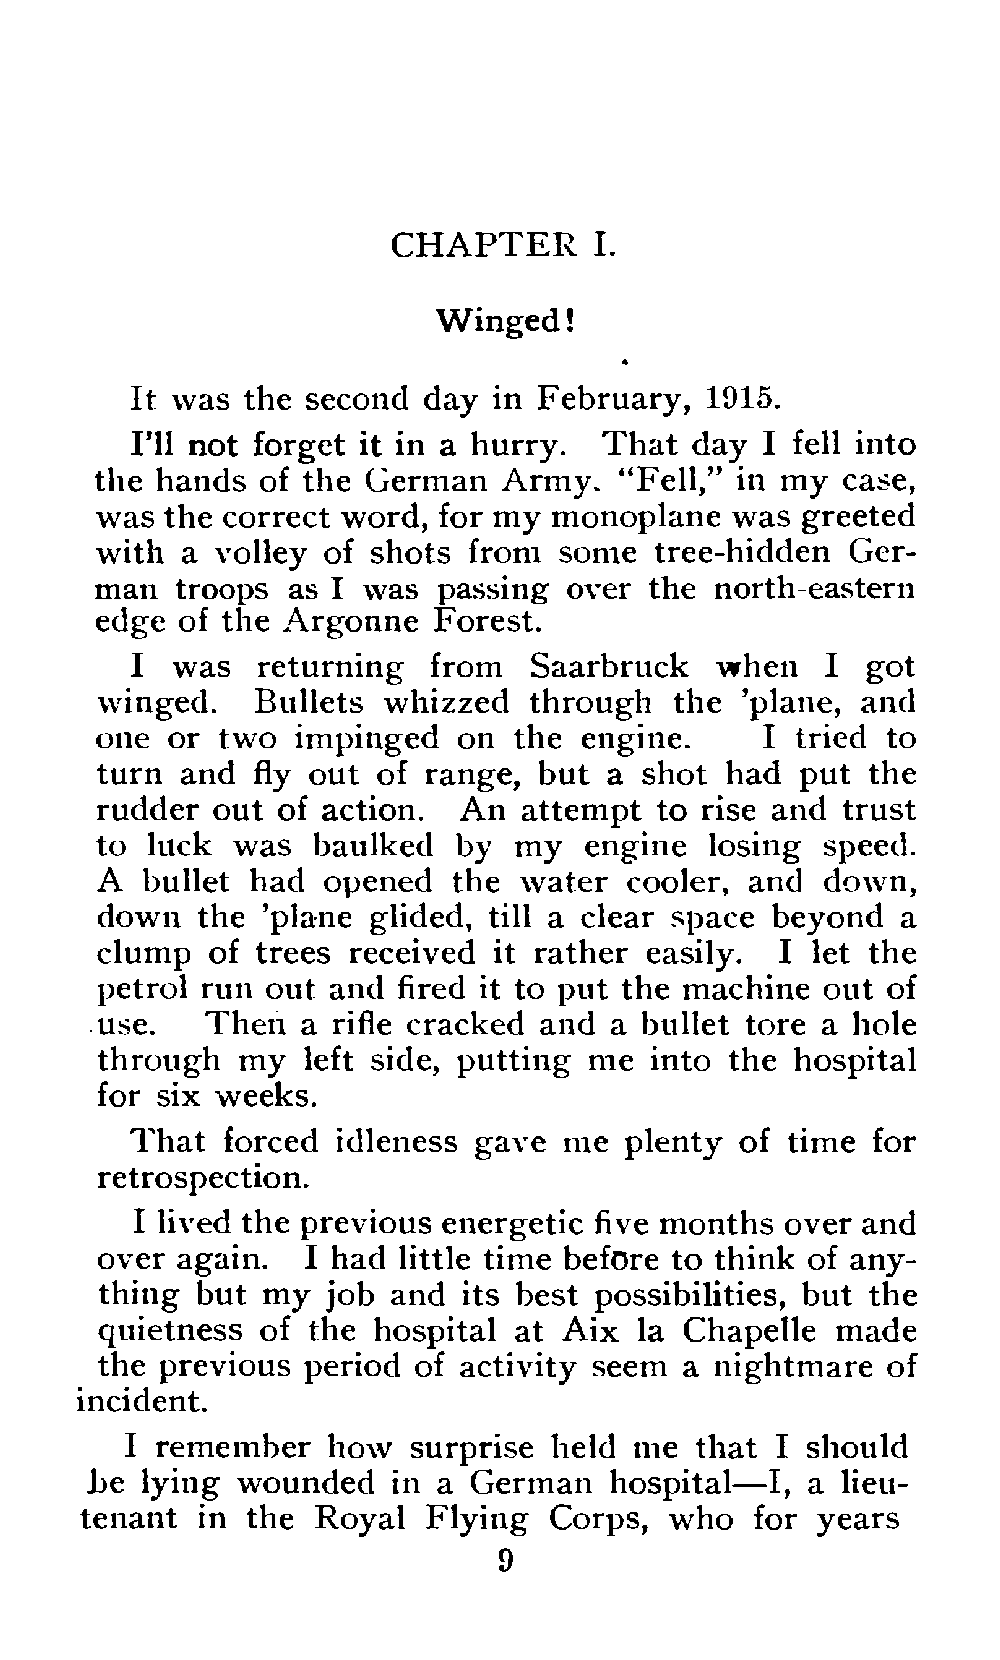 CHAPTER I.
Winged!
It was the second day in February, 1915.
I'll not forget it in a hurry. That day I fell into
the hands of the German Army. “Fell,” in my case,
was the correct word, for my monoplane was greeted
with a volley of shots from some tree-hidden Ger-
man troops as I was passing over the north-eastern
edge of the Argonne Forest.
I was returning from Saarbruck when I got
winged. Bullets whizzed through the ’plane, and
one or two impinged on the engine. I tried to
turn and fly out of range, but a shot had put the
rudder out of action. An attempt to rise and trust
to luck was baulked by my engine losing speed.
A bullet had opened the water cooler, and down,
down the ’plane glided, till a clear space beyond a
clump of trees received it rather easily. I let the
petrol run out and fired it to put the machine out of
use. Then a rifle cracked and a bullet tore a hole
through my left side, putting me into the hospital
for six weeks.
That forced idleness gave me plenty of time for
retrospection.
I lived the previous energetic five months over and
over again. I had little time before to think of any-
thing but my job and its best possibilities, but the
quietness of the hospital at Aix la Chapelle made
the previous period of activity seem a nightmare of
incident.
I remember how surprise held me that I should
be lying wounded in a German hospital—I, a lieu-
tenant in the Royal Flying Corps, who for years
9